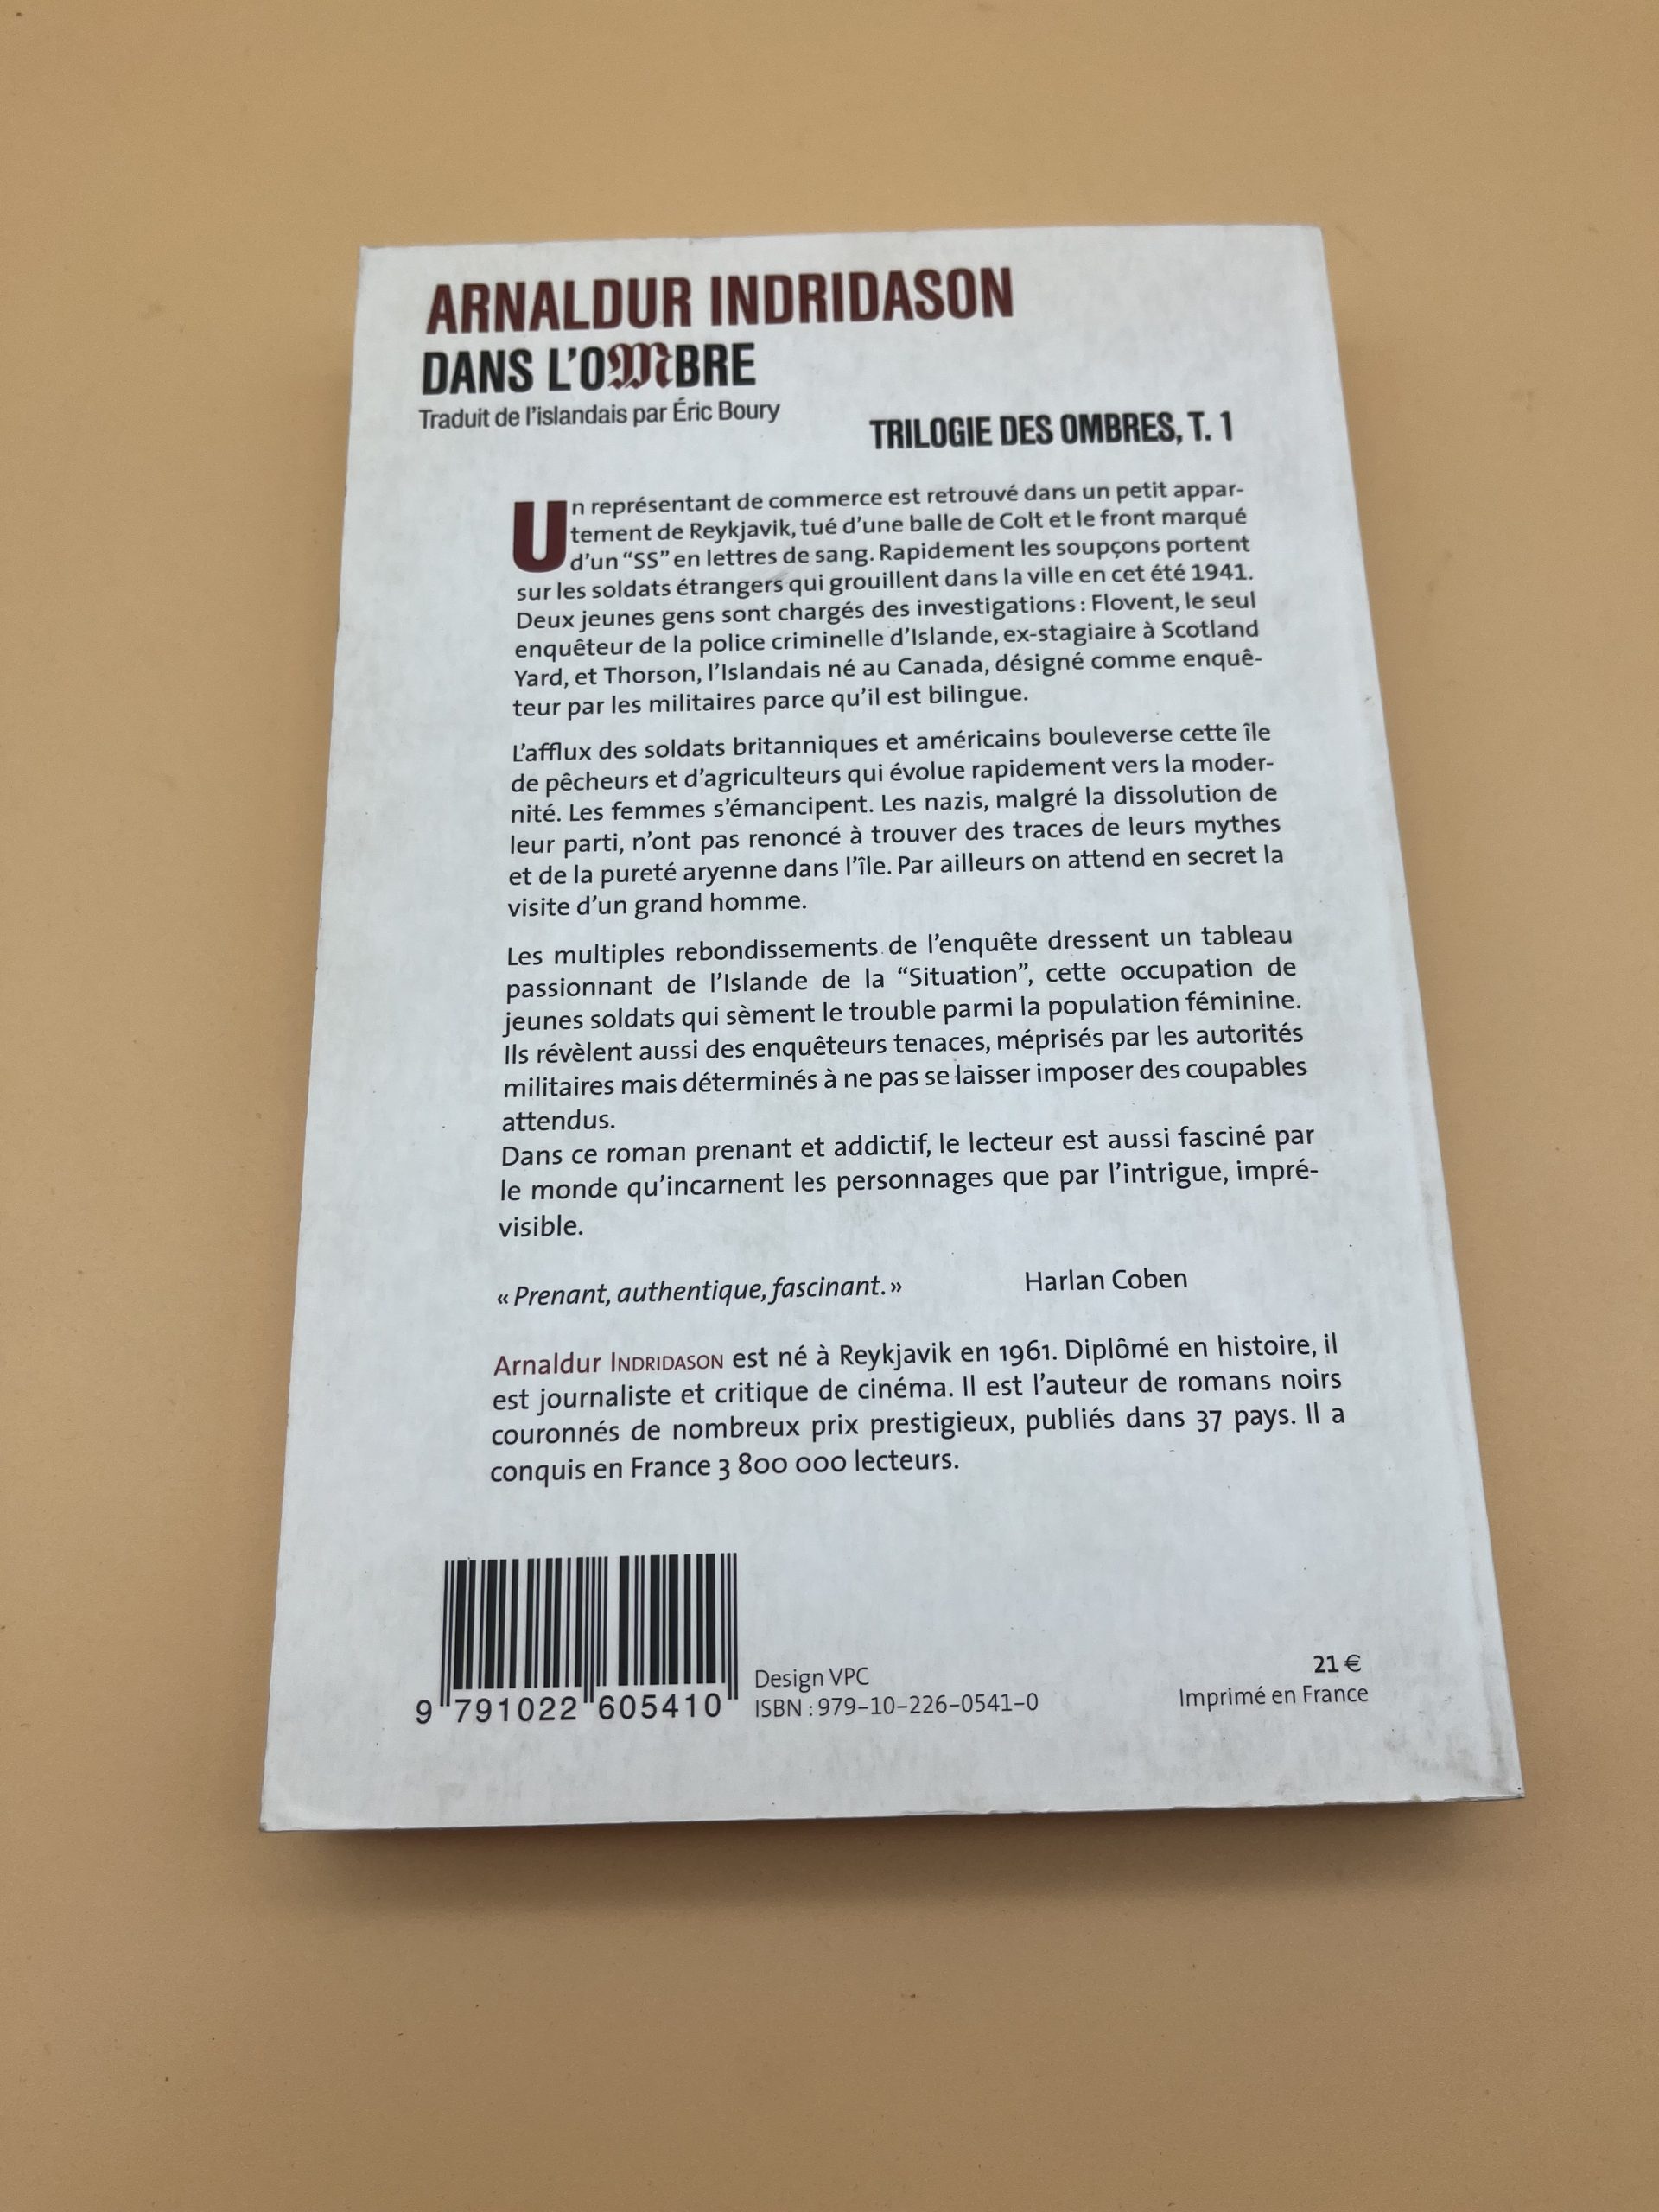 ARNALDUR INDRIDASON
DANS L'OMBRE
Traduit de l'islandais par Éric Boury
TRILOGIE DES OMBRES, T. 1
Un représentant de commerce est retrouvé dans un petit appar-
tement de Reykjavik, tué d'une balle de Colt et le front marqué
d'un "SS" en lettres de sang. Rapidement les soupçons portent
sur les soldats étrangers qui grouillent dans la ville en cet été 1941.
Deux jeunes gens sont chargés des investigations : Flovent, le seul
enquêteur de la police criminelle d'Islande, ex-stagiaire à Scotland
Yard, et Thorson, l'Islandais né au Canada, désigné comme enquê-
teur par les militaires parce qu'il est bilingue.
L'afflux des soldats britanniques et américains bouleverse cette île
de pêcheurs et d'agriculteurs qui évolue rapidement vers la moder-
nité. Les femmes s'émancipent. Les nazis, malgré la dissolution de
leur parti, n'ont pas renoncé à trouver des traces de leurs mythes
et de la pureté aryenne dans l'île. Par ailleurs on attend en secret la
visite d'un grand homme.
Les multiples rebondissements de l'enquête dressent un tableau
passionnant de l'Islande de la "Situation", cette occupation de
jeunes soldats qui sèment le trouble parmi la population féminine.
Ils révèlent aussi des enquêteurs tenaces, méprisés par les autorités
militaires mais déterminés à ne pas se laisser imposer des coupables
attendus.
Dans ce roman prenant et addictif, le lecteur est aussi fasciné par
le monde qu'incarnent les personnages que par l'intrigue, impré-
visible.
« Prenant, authentique, fascinant. » Harlan Coben
Arnaldur INDRIDASON est né à Reykjavik en 1961. Diplômé en histoire, il
est journaliste et critique de cinéma. Il est l'auteur de romans noirs
couronnés de nombreux prix prestigieux, publiés dans 37 pays. Il a
conquis en France 3 800 000 lecteurs.
9 791022 605410
Design VPC
ISBN : 979-10-226-0541-0
21 €
Imprimé en France